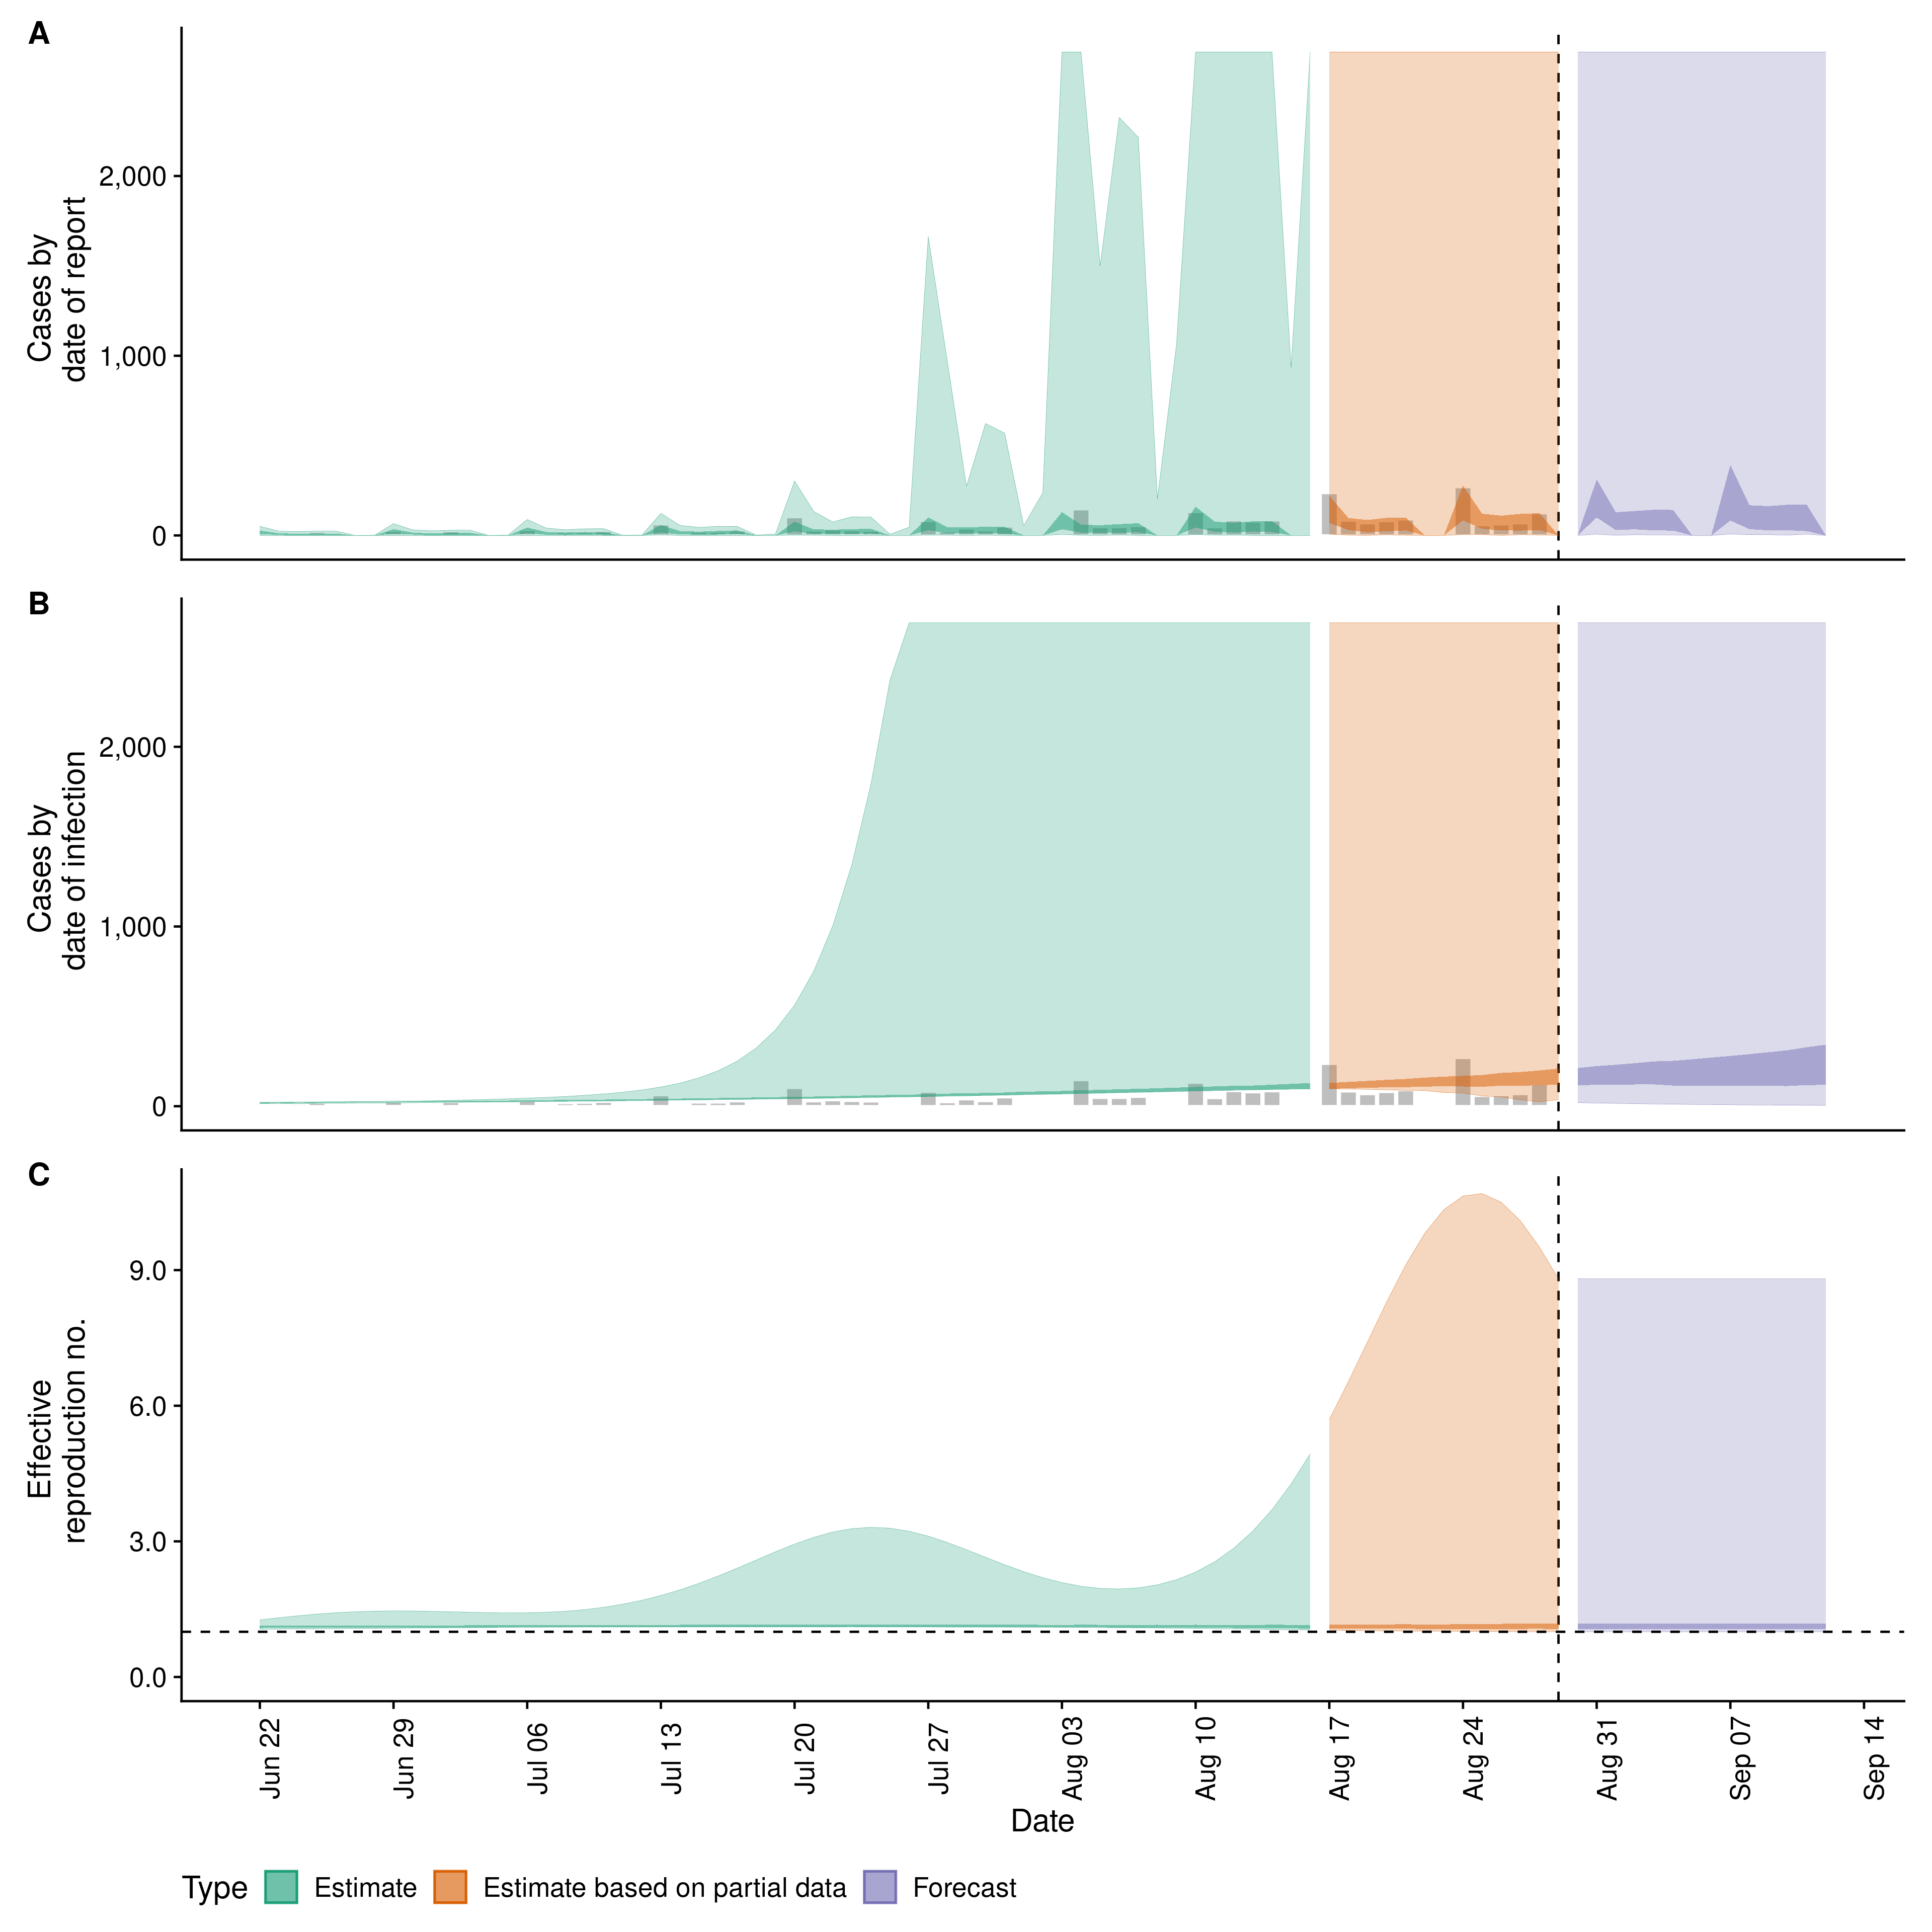 A
Cases by
date of report
2,000
1,000
0
B
Cases by
date of infection
2,000
1,000
0
C
Effective
reproduction no.
9.0
6.0
3.0
0.0
Jun 22
Jun 29
Jul 06
Jul 13
Jul 20
Jul 27
Aug 03
Aug 10
Aug 17
Aug 24
Aug 31
Sep 07
Sep 14
Date
Type Estimate Estimate based on partial data Forecast